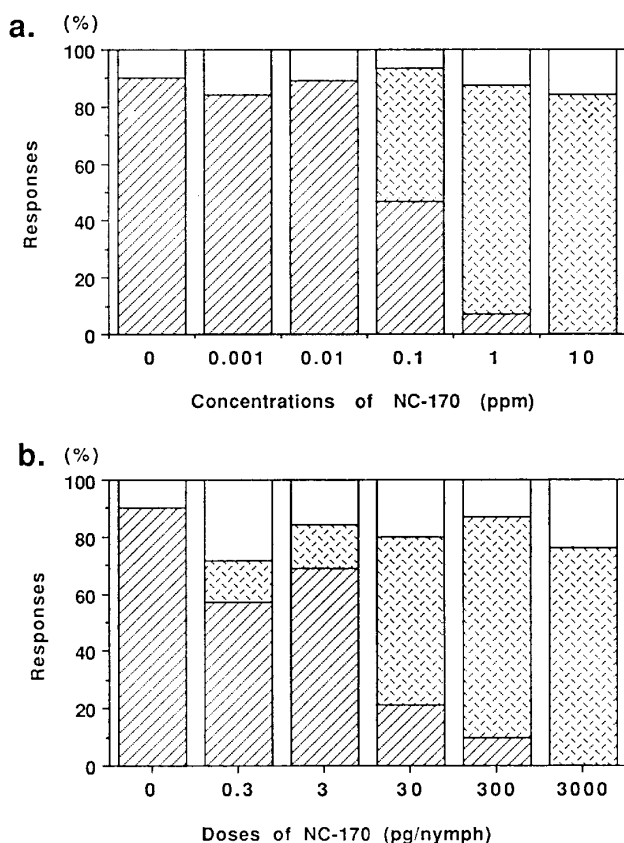 a. (%)
100
80
60
40
20
0
Responses
0 0.001 0.01 0.1 1 10
Concentrations of NC-170 (ppm)
b. (%)
100
80
60
40
20
0
Responses
0 0.3 3 30 300 3000
Doses of NC-170 (pg/nymph)